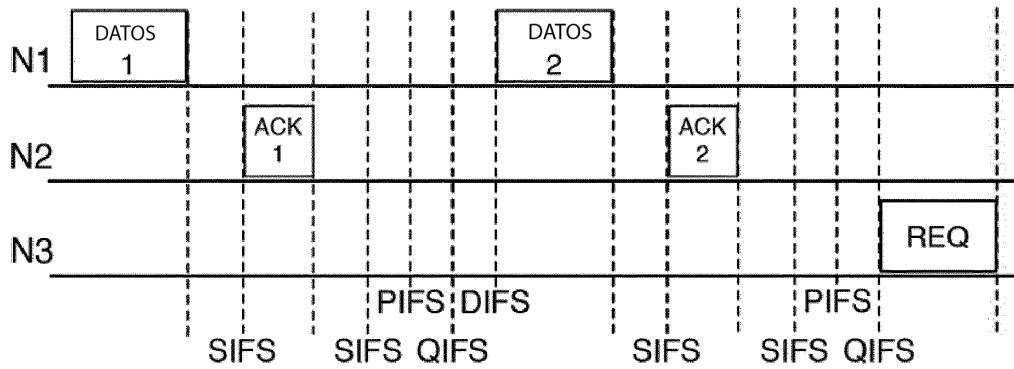 N1
DATOS
1
DATOS
2
N2
ACK
1
ACK
2
N3
REQ
PIFS DIFS PIFS
SIFS SIFS QIFS SIFS SIFS QIFS